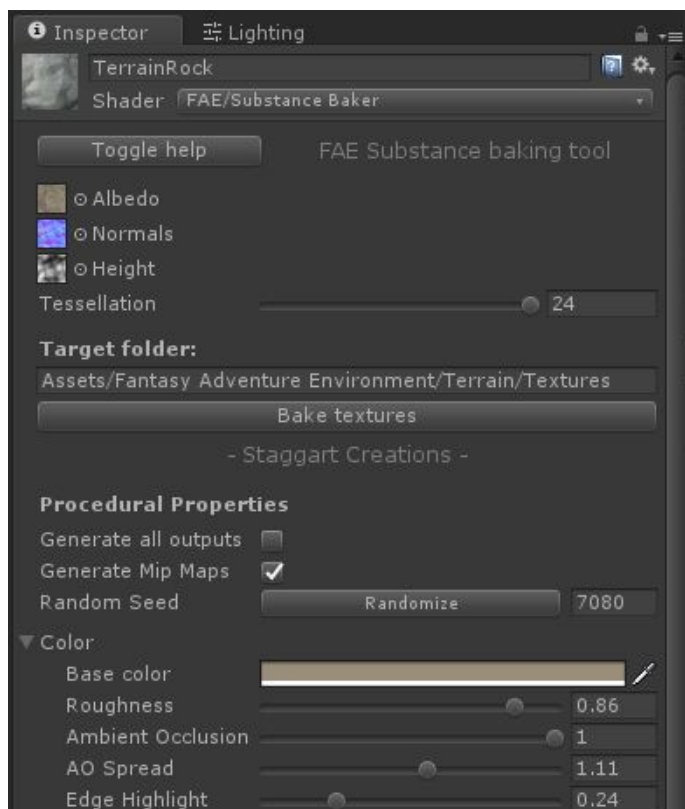 Inspector Lighting
TerrainRock
Shader FAE/Substance Baker
Toggle help FAE Substance baking tool
Albedo
Normals
Height
Tessellation 24
Target folder:
Assets/Fantasy Adventure Environment/Terrain/Textures
Bake textures
- Staggart Creations -
Procedural Properties
Generate all outputs
Generate Mip Maps
Random Seed Randomize 7080
Color
Base color
Roughness 0.86
Ambient Occlusion 1
AO Spread 1.11
Edge Highlight 0.24